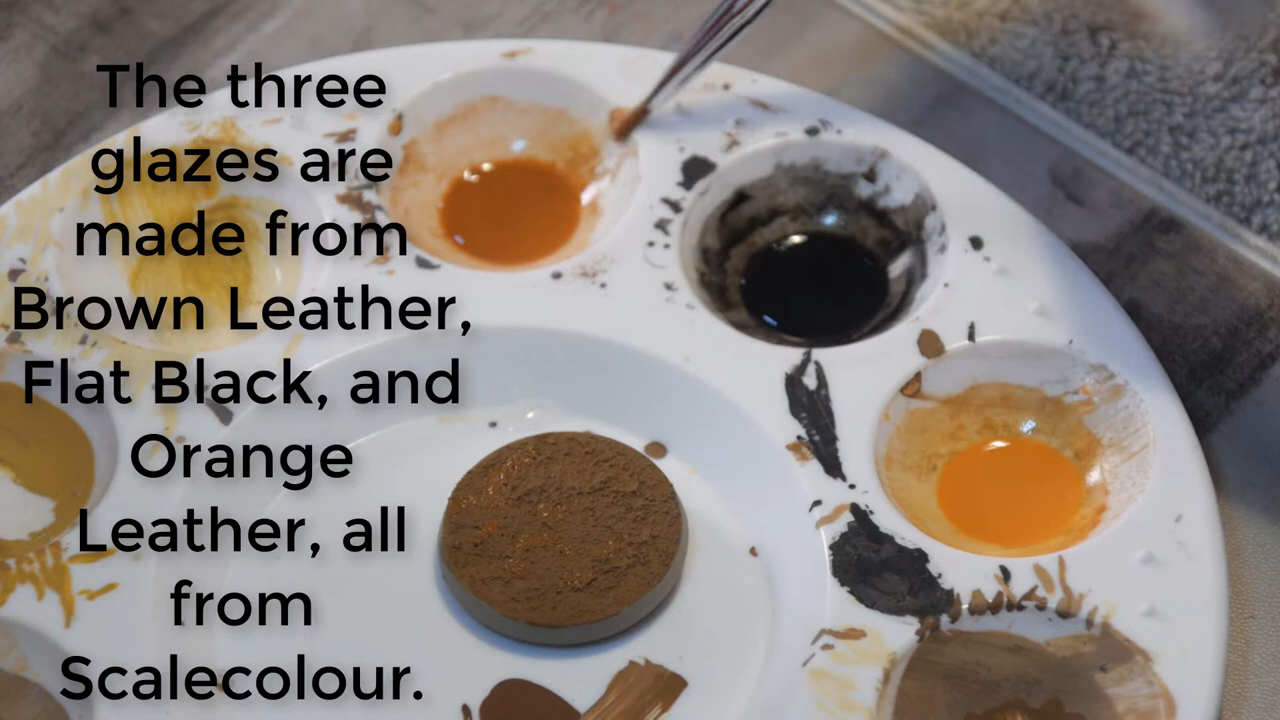 The three
glazes are
made from
Brown Leather,
Flat Black, and
Orange
Leather, all
from
Scalecolour.